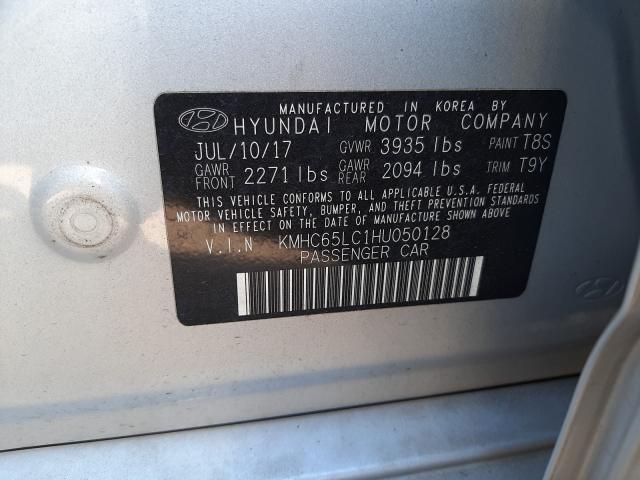 MANUFACTURED IN KOREA BY
HYUNDAI MOTOR COMPANY
JUL/10/17 GVWR 3935 lbs PAINT T8S
GAWR FRONT 2271 lbs GAWR REAR 2094 lbs TRIM T9Y
THIS VEHICLE CONFORMS TO ALL APPLICABLE U.S.A. FEDERAL
MOTOR VEHICLE SAFETY, BUMPER, AND THEFT PREVENTION STANDARDS
IN EFFECT ON THE DATE OF MANUFACTURE SHOWN ABOVE.
V.I.N KMHC65LC1HU050128
PASSENGER CAR